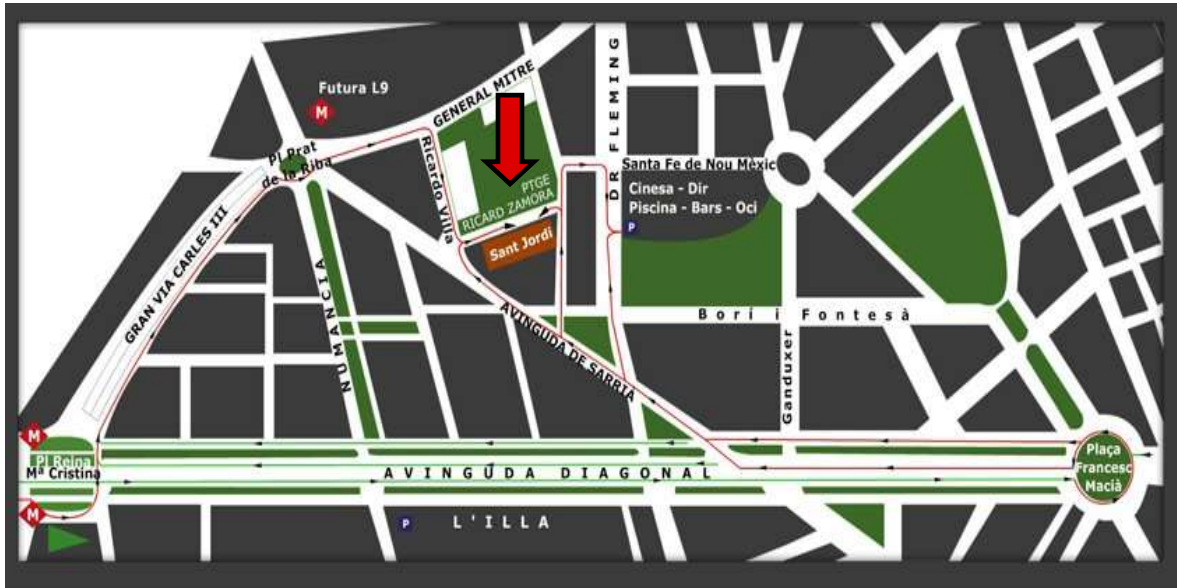 Futura L9
M
GENERAL MITRE
DR FLEMING
Pl Prat
de la Riba
Ricardo Villa
PTGE
RICARD ZAMORA
Sant Jordi
Santa Fe de Nou Mèxic
Cinesa - Dir
Piscina - Bars - Oci
P
GRAN VIA CARLES III
NUMANCIA
AVINGUDA DE SARRIÀ
Bori i Fontesà
Ganduxer
M
Pl Reina
Mª Cristina
M
AVINGUDA DIAGONAL
Plaça
Francesc
Macià
P
L'ILLA